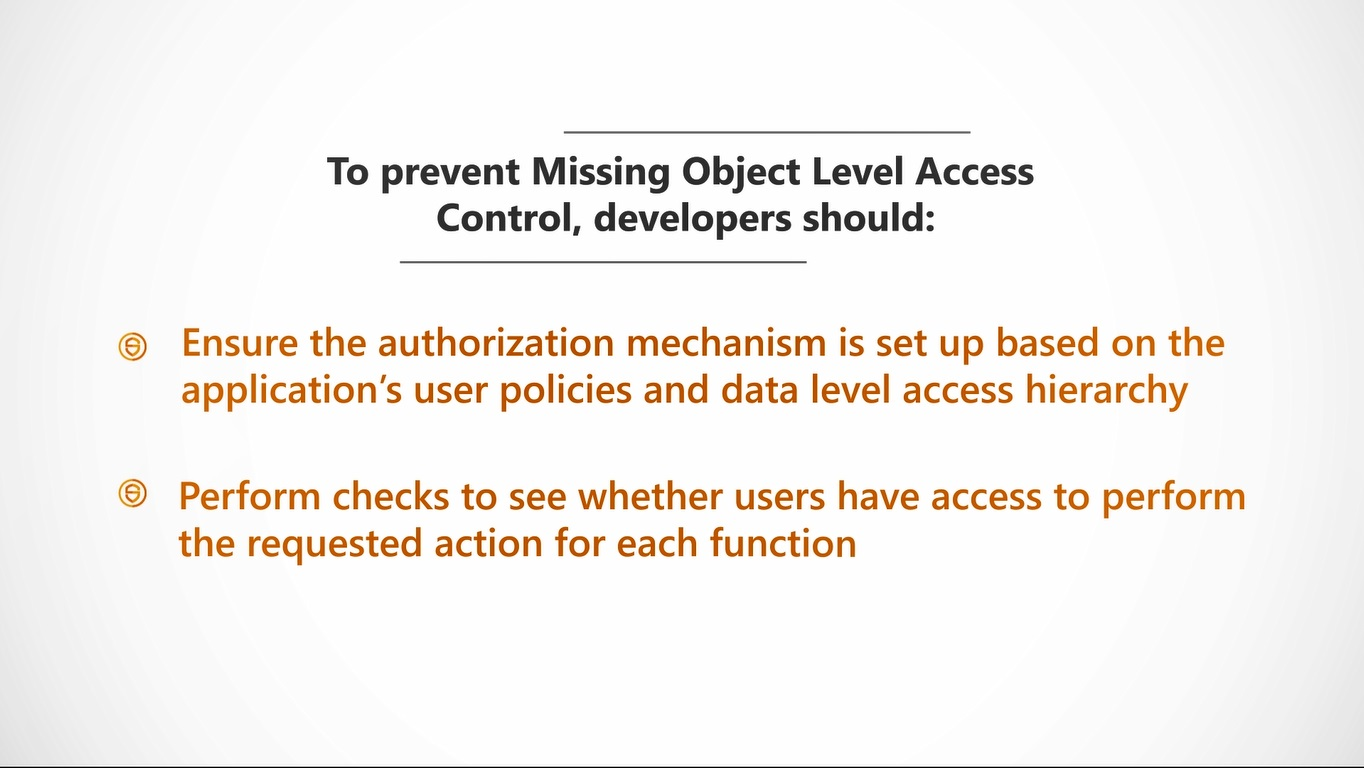 To prevent Missing Object Level Access
Control, developers should:
Ensure the authorization mechanism is set up based on the
application’s user policies and data level access hierarchy
Perform checks to see whether users have access to perform
the requested action for each function